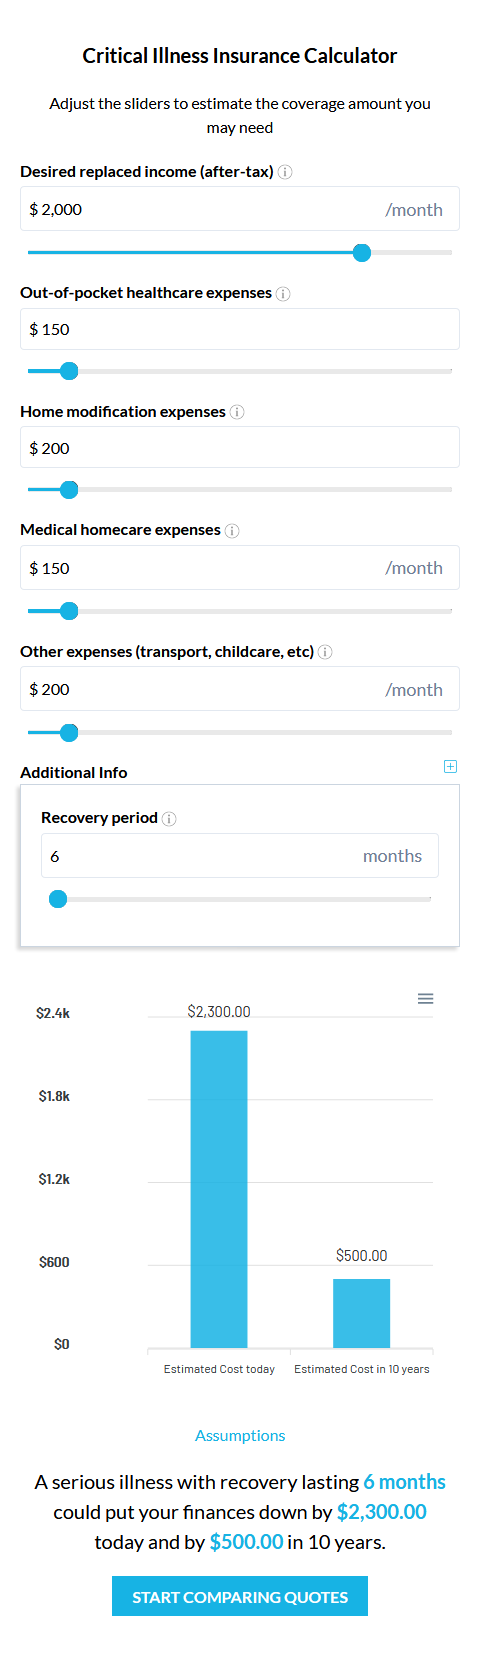 Critical Illness Insurance Calculator
Adjust the sliders to estimate the coverage amount you
may need
Desired replaced income (after-tax)
$ 2,000 /month
Out-of-pocket healthcare expenses
$ 150
Home modification expenses
$ 200
Medical homecare expenses
$ 150 /month
Other expenses (transport, childcare, etc)
$ 200 /month
Additional Info
Recovery period
6 months
$2.4k
$2,300.00
$1.8k
$1.2k
$600
$500.00
$0
Estimated Cost today Estimated Cost in 10 years
Assumptions
A serious illness with recovery lasting 6 months
could put your finances down by $2,300.00
today and by $500.00 in 10 years.
START COMPARING QUOTES